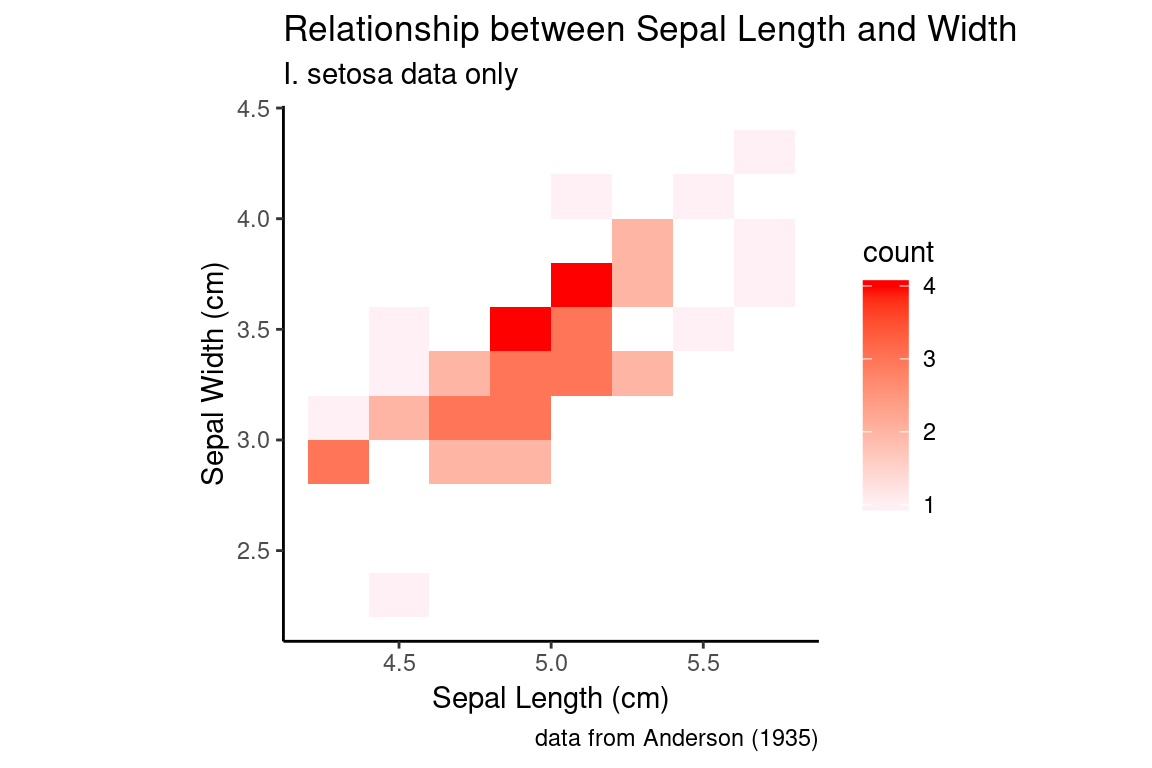 Relationship between Sepal Length and Width
I. setosa data only
Sepal Width (cm)
4.5
4.0
3.5
3.0
2.5
4.5 5.0 5.5
Sepal Length (cm)
data from Anderson (1935)
count
4
3
2
1